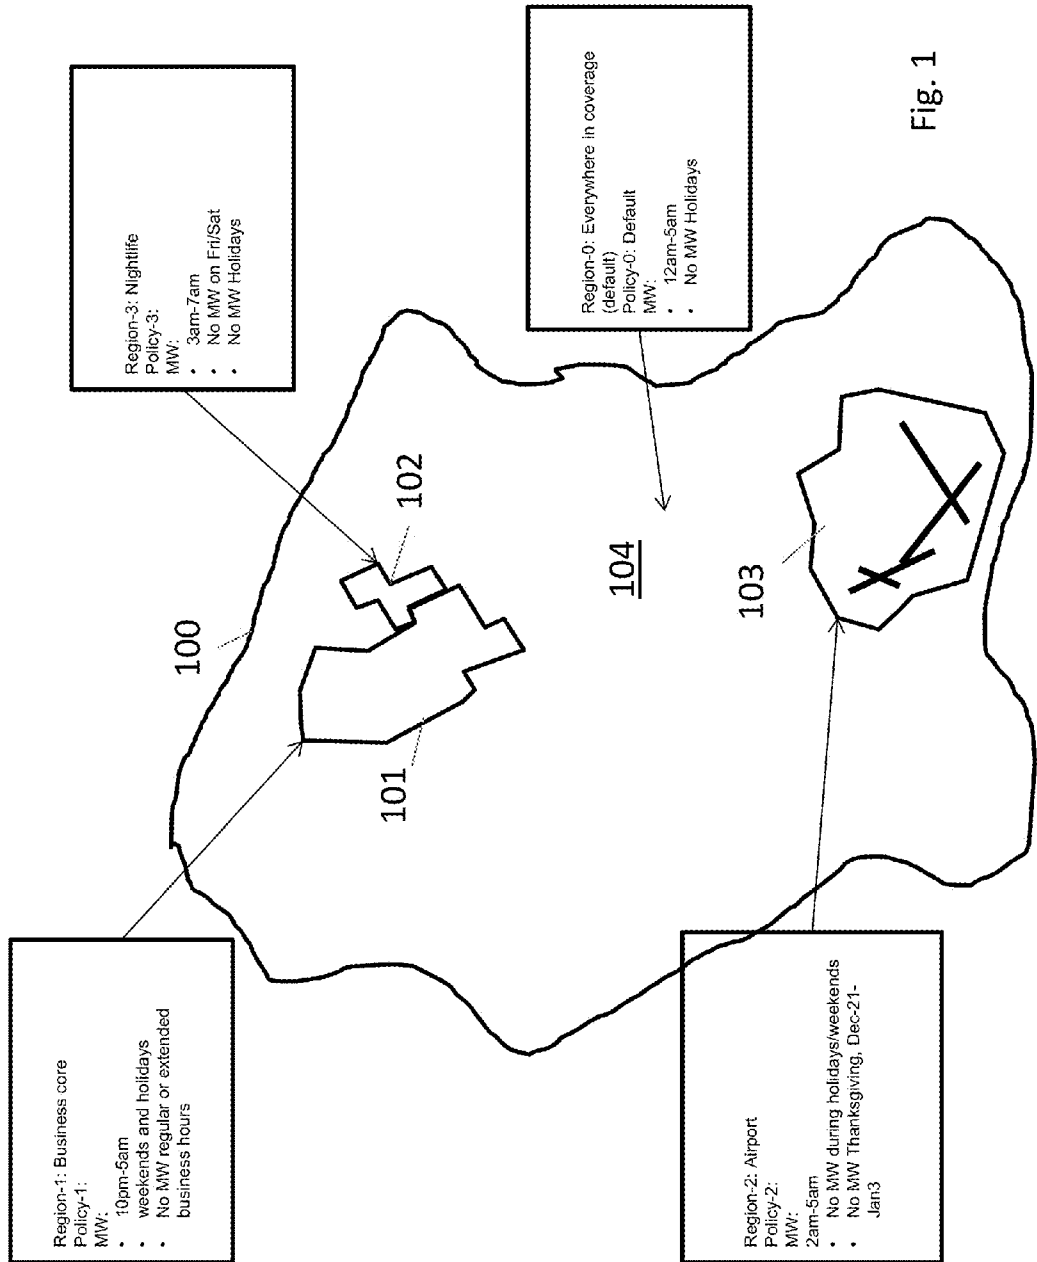 Region-1: Business core
Policy-1:
MW:
• 10pm-5am
• weekends and holidays
• No MW regular or extended
business hours
Region-3: Nightlife
Policy-3:
MW:
• 3am-7am
• No MW on Fri/Sat
• No MW Holidays
100
101
102
104
103
Region-2: Airport
Policy-2:
MW:
2am-5am
• No MW during holidays/weekends
• No MW Thanksgiving, Dec-21-
Jan3
Region-0: Everywhere in coverage
(default)
Policy-0: Default
MW:
• 12am-5am
• No MW Holidays
Fig. 1